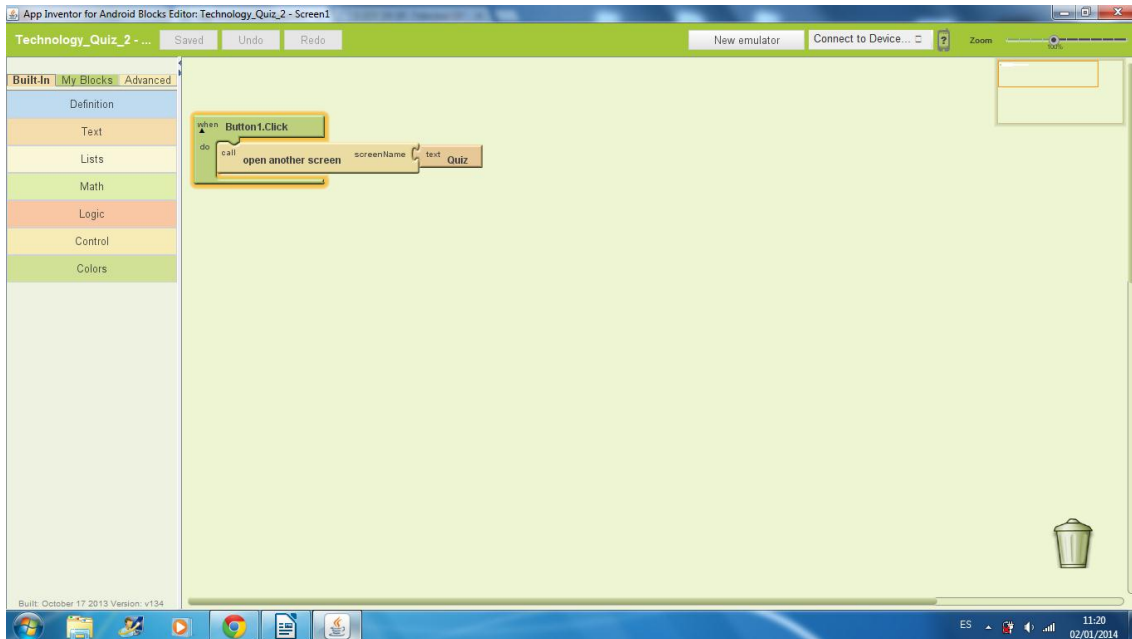 App Inventor for Android Blocks Editor: Technology_Quiz_2 - Screen1
Technology_Quiz_2 - ... Saved Undo Redo New emulator Connect to Device... ? Zoom 100%
Built-In My Blocks Advanced
Definition
Text
Lists
Math
Logic
Control
Colors
when Button1.Click
do call open another screen screenName text Quiz
Built: October 17 2013 Version: v134
ES 11:20
02/01/2014